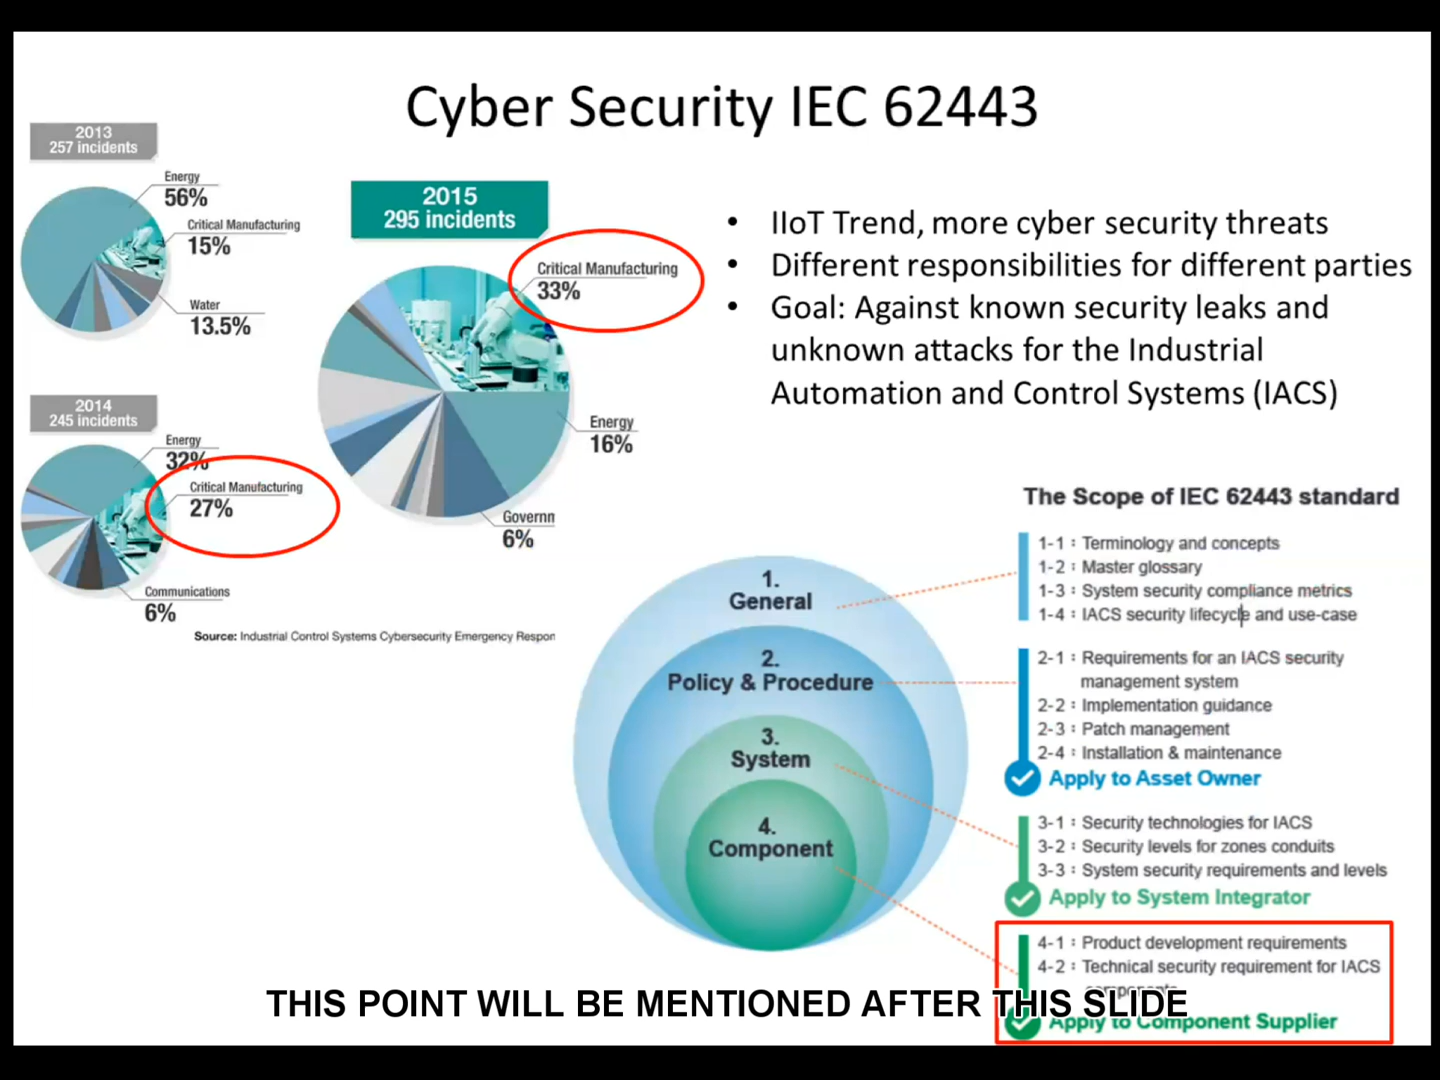 Cyber Security IEC 62443
2013
257 incidents
Energy
56%
Critical Manufacturing
15%
Water
13.5%
2014
245 incidents
Energy
32%
Critical Manufacturing
27%
Communications
6%
2015
295 incidents
Critical Manufacturing
33%
Energy
16%
Governn
6%
Source: Industrial Control Systems Cybersecurity Emergency Respon
• IIoT Trend, more cyber security threats
• Different responsibilities for different parties
• Goal: Against known security leaks and
unknown attacks for the Industrial
Automation and Control Systems (IACS)
1.
General
2.
Policy & Procedure
3.
System
4.
Component
The Scope of IEC 62443 standard
1-1 : Terminology and concepts
1-2 : Master glossary
1-3 : System security compliance metrics
1-4 : IACS security lifecycle and use-case
2-1 : Requirements for an IACS security
management system
2-2 : Implementation guidance
2-3 : Patch management
2-4 : Installation & maintenance
Apply to Asset Owner
3-1 : Security technologies for IACS
3-2 : Security levels for zones conduits
3-3 : System security requirements and levels
Apply to System Integrator
4-1 : Product development requirements
4-2 : Technical security requirement for IACS
components
Apply to Component Supplier
THIS POINT WILL BE MENTIONED AFTER THIS SLIDE